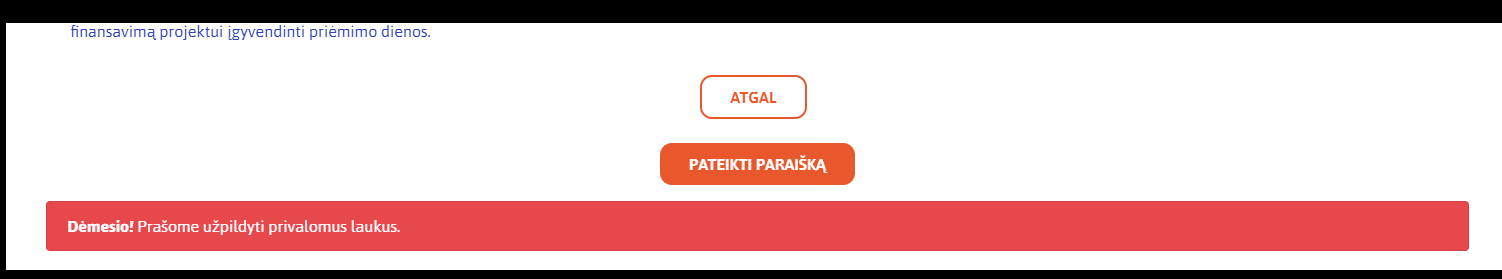 finansavimą projektui įgyvendinti priėmimo dienos.
ATGAL
PATEIKTI PARAIŠKĄ
Dėmesio! Prašome užpildyti privalomus laukus.